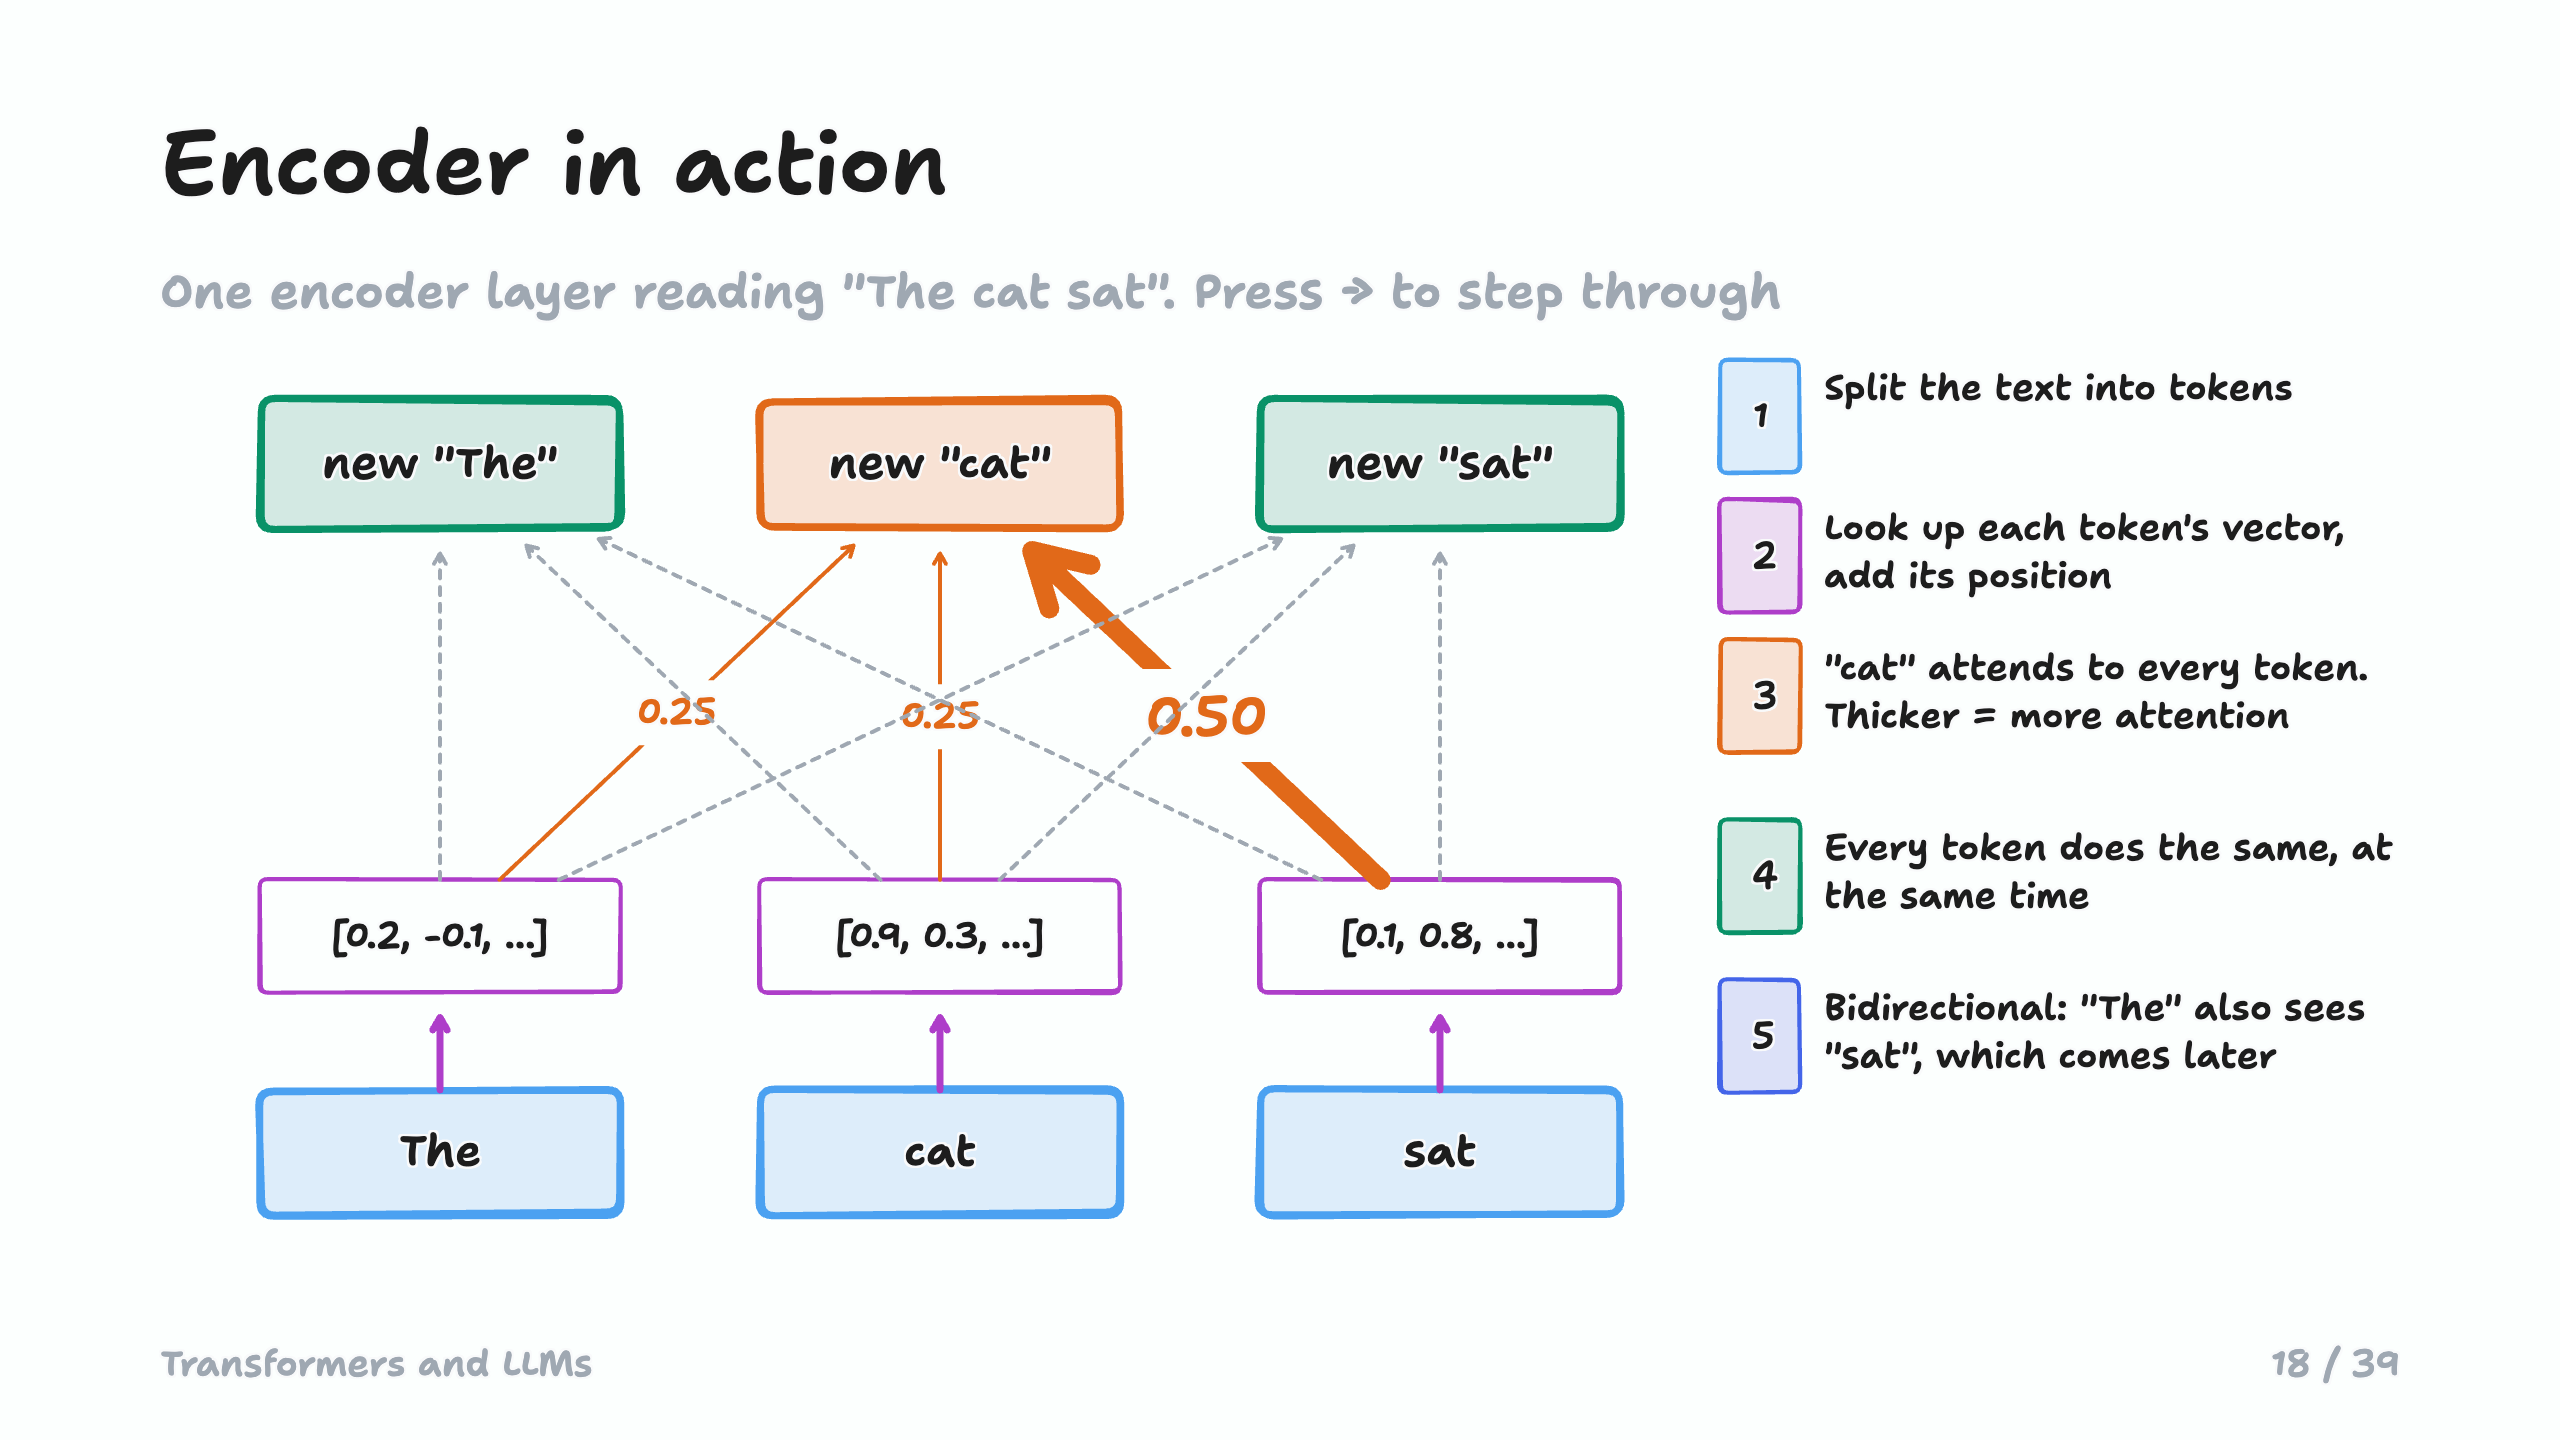 Encoder in action
One encoder layer reading "The cat sat". Press → to step through
new "The"
new "cat"
new "sat"
0.25
0.25
0.50
[0.2, -0.1, ...]
[0.9, 0.3, ...]
[0.1, 0.8, ...]
The
cat
sat
1
Split the text into tokens
2
Look up each token's vector,
add its position
3
"cat" attends to every token.
Thicker = more attention
4
Every token does the same, at
the same time
5
Bidirectional: "The" also sees
"sat", which comes later
Transformers and LLMs
18 / 39